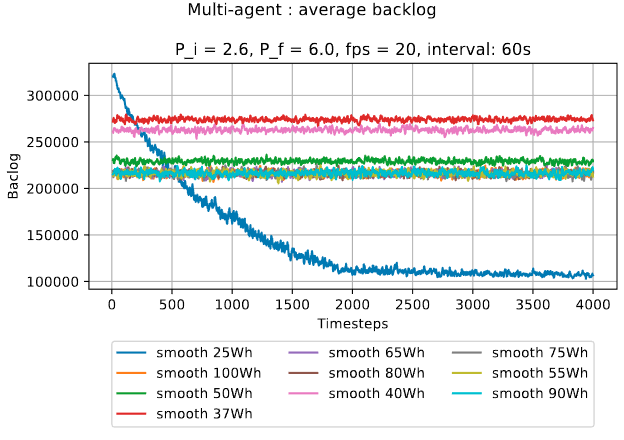 Multi-agent : average backlog
P_i = 2.6, P_f = 6.0, fps = 20, interval: 60s
300000
250000
200000
150000
100000
Baclog
0 500 1000 1500 2000 2500 3000 3500 4000
Timesteps
smooth 25Wh smooth 65Wh smooth 75Wh
smooth 100Wh smooth 80Wh smooth 55Wh
smooth 50Wh smooth 40Wh smooth 90Wh
smooth 37Wh